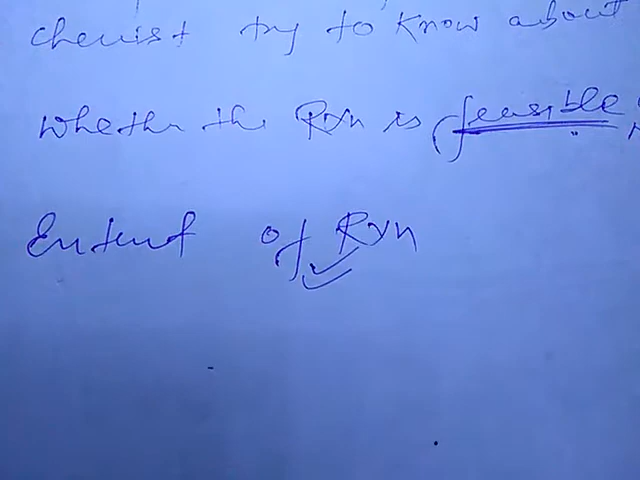 chemist try to know about
whether the Rxn is (feasible
Extent of Rxn